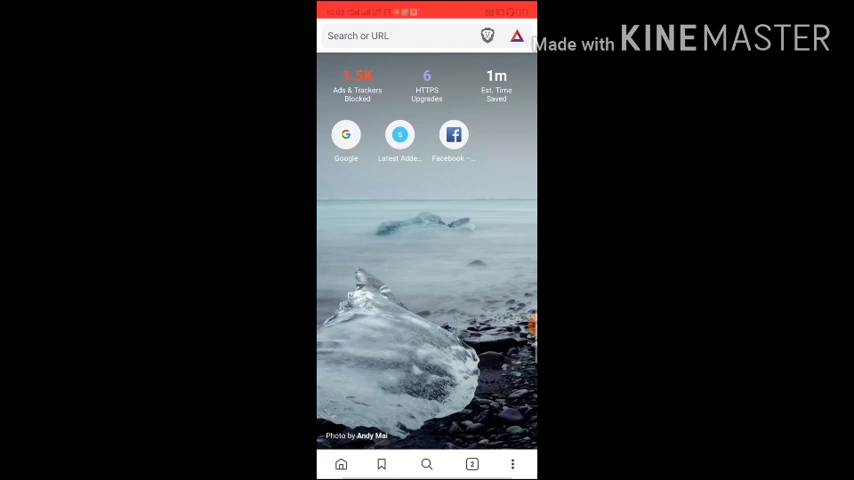 Made with KINEMASTER
Search or URL
1.5K
6
1m
Ads & Trackers
Blocked
HTTPS
Upgrades
Est. Time
Saved
Google
S
Latest Adde...
Facebook –...
Photo by Andy Mai
2